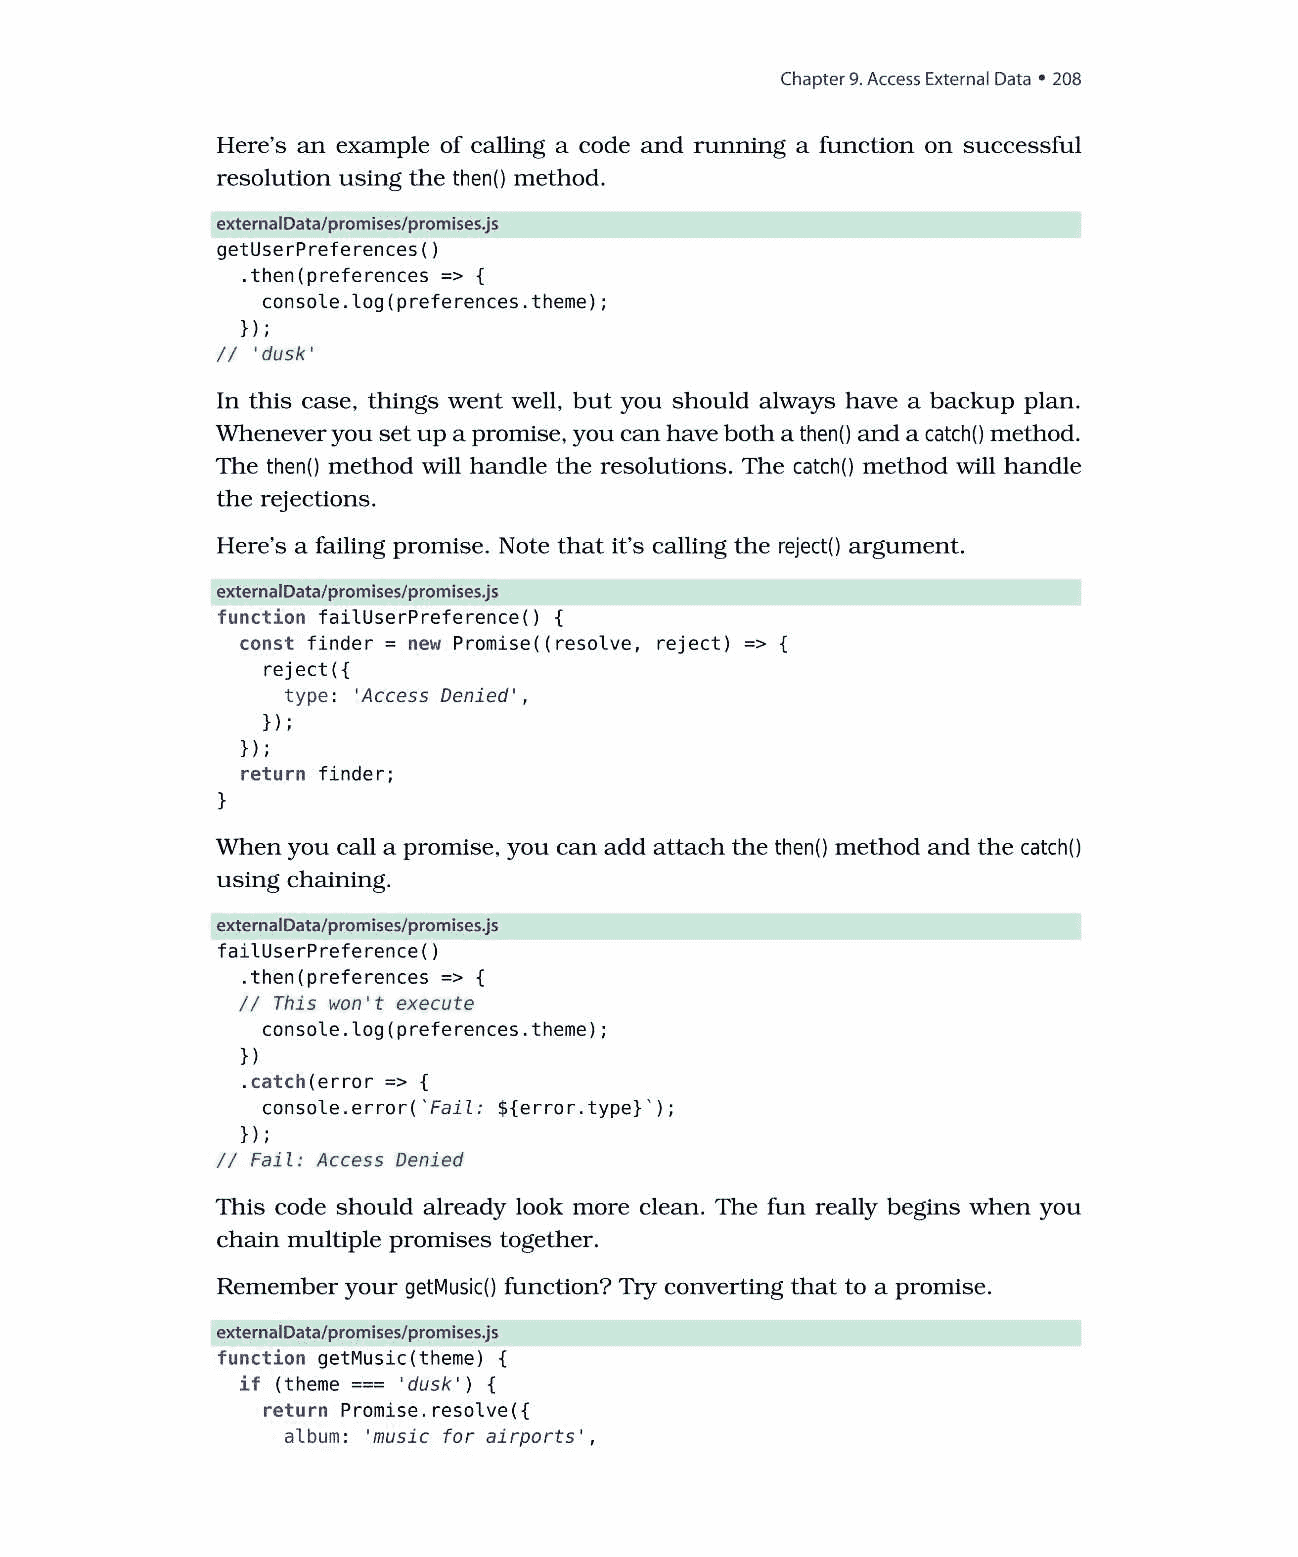 Chapter 9. Access External Data • 208
Here's an example of calling a code and running a function on successful
resolution using the then() method.
externalData/promises/promises.js
getUserPreferences()
  .then(preferences => {
    console.log(preferences.theme);
  });
// 'dusk'
In this case, things went well, but you should always have a backup plan.
Whenever you set up a promise, you can have both a then() and a catch() method.
The then() method will handle the resolutions. The catch() method will handle
the rejections.
Here's a failing promise. Note that it's calling the reject() argument.
externalData/promises/promises.js
function failUserPreference() {
  const finder = new Promise((resolve, reject) => {
    reject({
      type: 'Access Denied',
    });
  });
  return finder;
}
When you call a promise, you can add attach the then() method and the catch()
using chaining.
externalData/promises/promises.js
failUserPreference()
  .then(preferences => {
  // This won't execute
    console.log(preferences.theme);
  })
  .catch(error => {
    console.error(`Fail: ${error.type}`);
  });
// Fail: Access Denied
This code should already look more clean. The fun really begins when you
chain multiple promises together.
Remember your getMusic() function? Try converting that to a promise.
externalData/promises/promises.js
function getMusic(theme) {
  if (theme === 'dusk') {
    return Promise.resolve({
      album: 'music for airports',